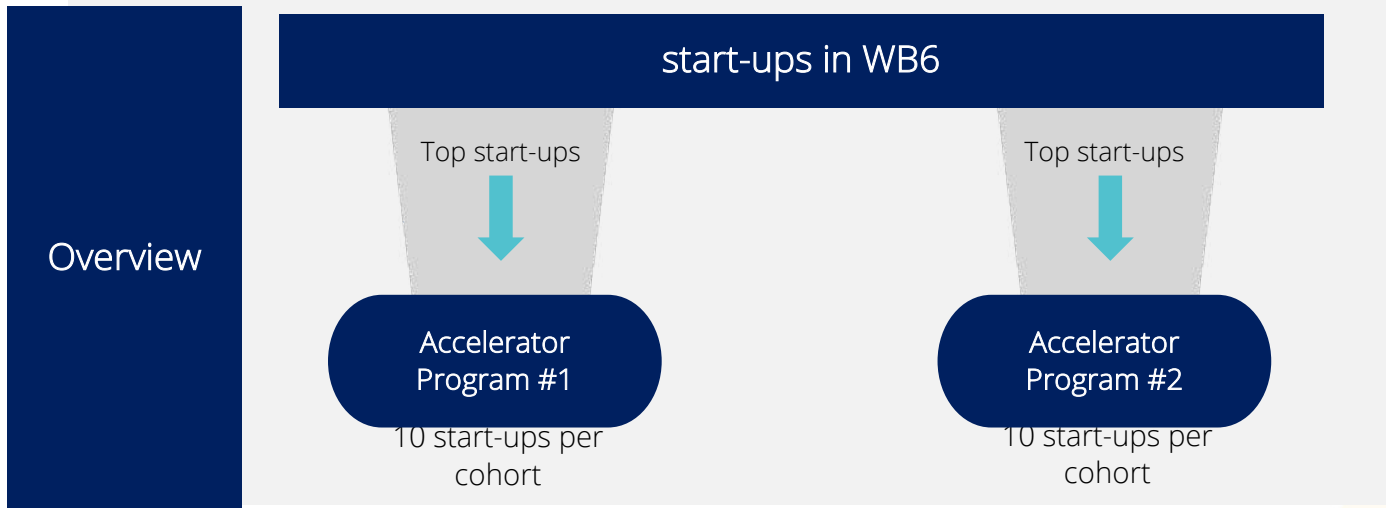 start-ups in WB6
Overview
Top start-ups
Top start-ups
Accelerator
Program #1
Accelerator
Program #2
10 start-ups per
cohort
10 start-ups per
cohort